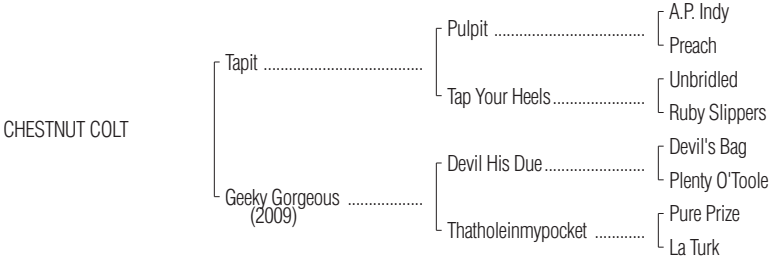 A.P. Indy
Pulpit
Preach
Tapit
Unbridled
Tap Your Heels
Ruby Slippers
CHESTNUT COLT
Devil's Bag
Devil His Due
Plenty O'Toole
Geeky Gorgeous
(2009)
Pure Prize
Thatholeinmypocket
La Turk